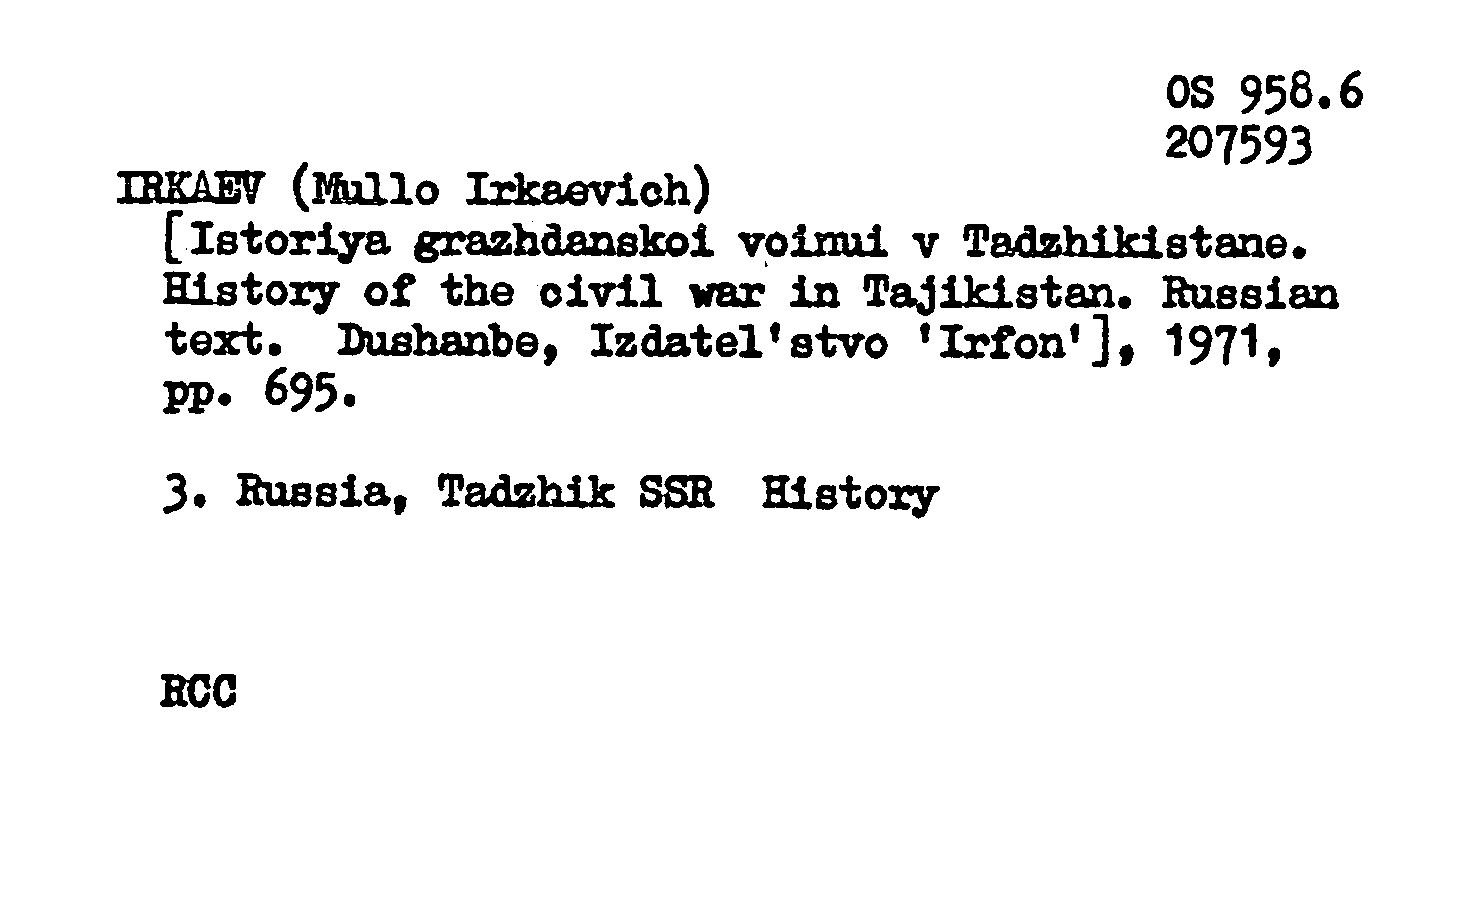 OS 958.6
207593
IRKAEV (Mullo Irkaevich)
[Istoriya grazhdanskoi voinui v Tadzhikistane.
History of the civil war in Tajikistan. Russian
text. Dushanbe, Izdatel'stvo 'Irfon'], 1971,
pp. 695.
3. Russia, Tadzhik SSR History
RCC